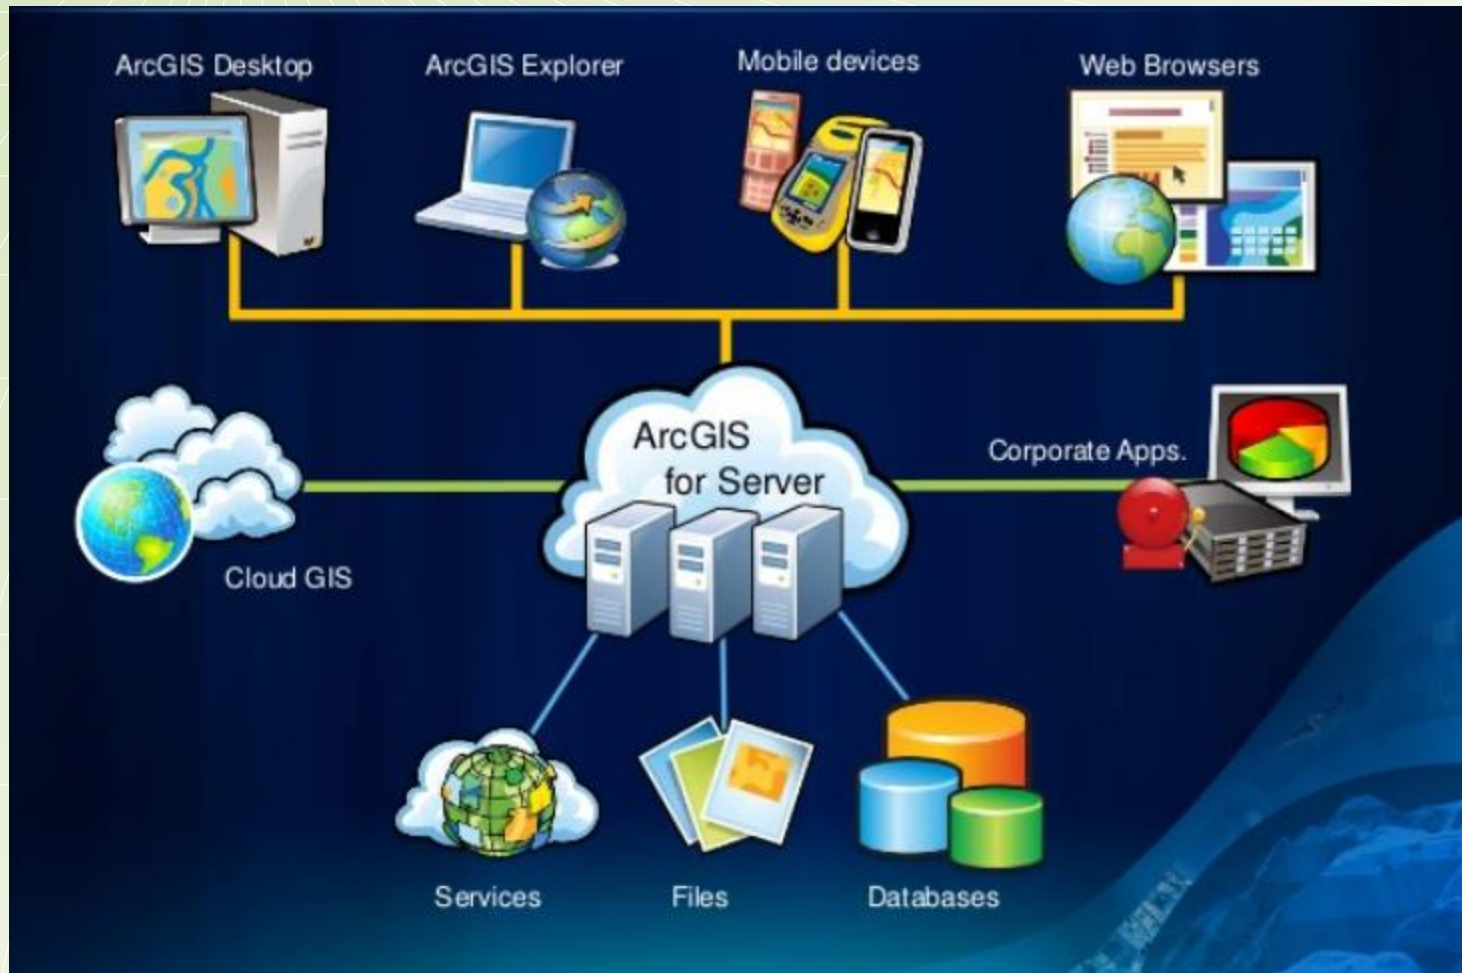 ArcGIS Desktop
ArcGIS Explorer
Mobile devices
Web Browsers
ArcGIS
for Server
Corporate Apps.
Cloud GIS
Services
Files
Databases